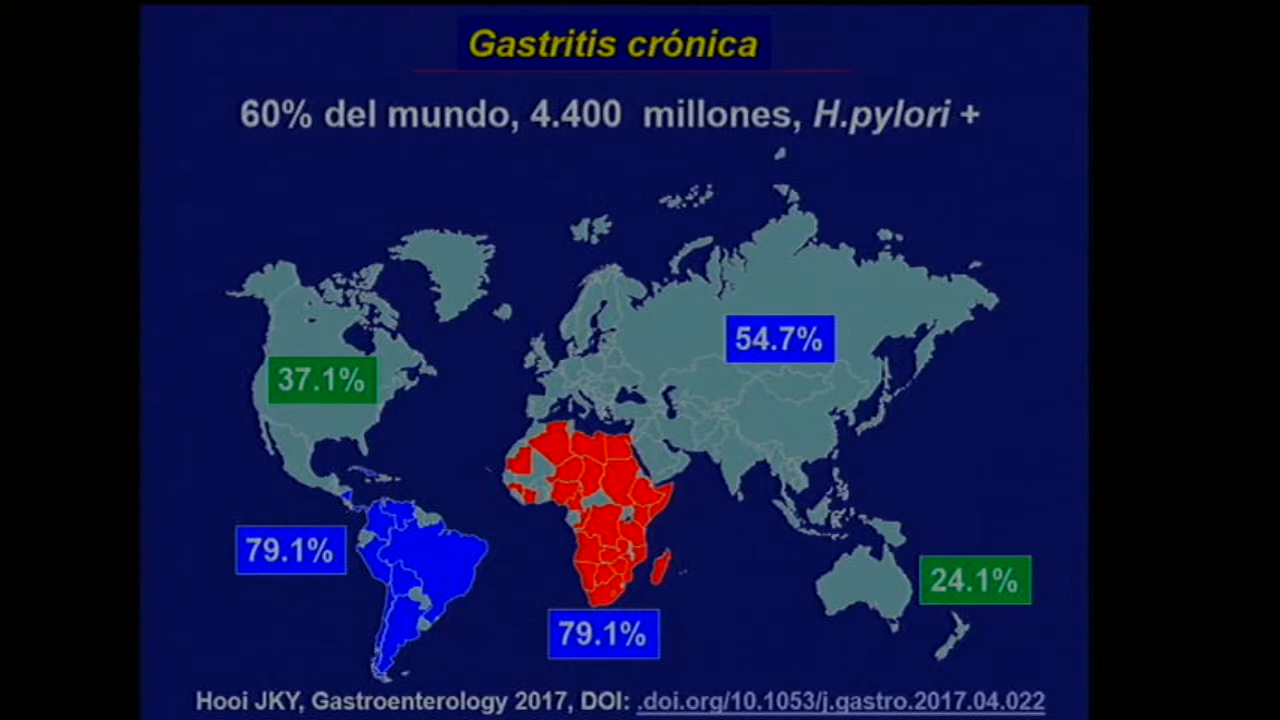 Gastritis crónica
60% del mundo, 4.400 millones, H.pylori +
54.7%
37.1%
79.1%
24.1%
79.1%
Hooi JKY, Gastroenterology 2017, DOI: .doi.org/10.1053/j.gastro.2017.04.022